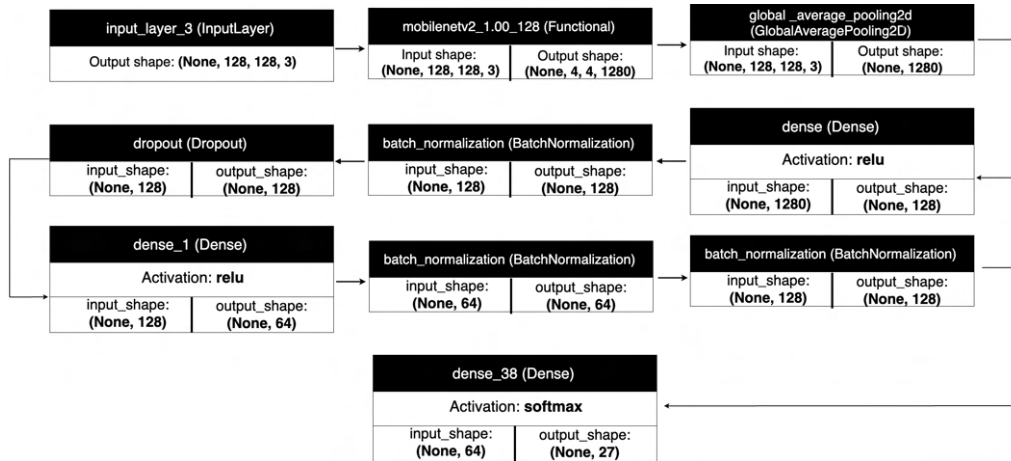 input_layer_3 (InputLayer)
Output shape: (None, 128, 128, 3)
mobilenetv2_1.00_128 (Functional)
Input shape:
(None, 128, 128, 3)
Output shape:
(None, 4, 4, 1280)
global _average_pooling2d
(GlobalAveragePooling2D)
Input shape:
(None, 128, 128, 3)
Output shape:
(None, 1280)
dense (Dense)
Activation: relu
input_shape:
(None, 1280)
output_shape:
(None, 128)
batch_normalization (BatchNormalization)
input_shape:
(None, 128)
output_shape:
(None, 128)
dropout (Dropout)
input_shape:
(None, 128)
output_shape:
(None, 128)
dense_1 (Dense)
Activation: relu
input_shape:
(None, 128)
output_shape:
(None, 64)
batch_normalization (BatchNormalization)
input_shape:
(None, 64)
output_shape:
(None, 64)
batch_normalization (BatchNormalization)
input_shape:
(None, 128)
output_shape:
(None, 128)
dense_38 (Dense)
Activation: softmax
input_shape:
(None, 64)
output_shape:
(None, 27)